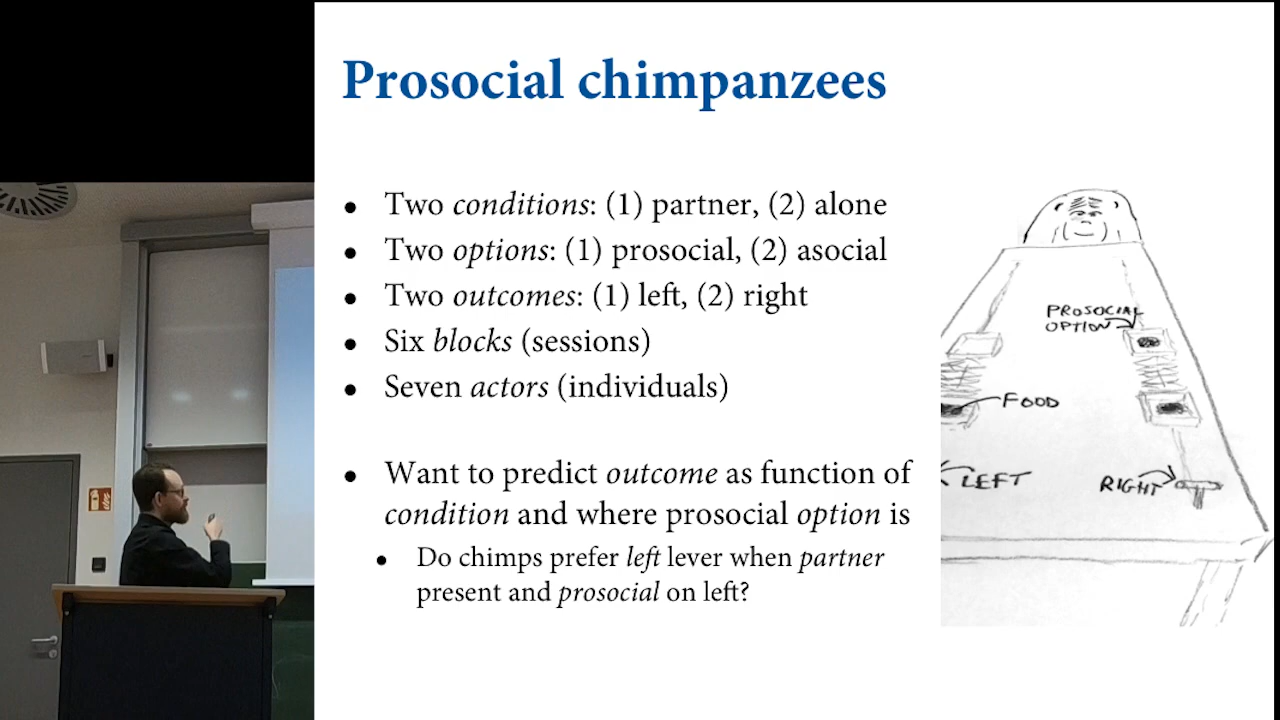 Prosocial chimpanzees
• Two conditions: (1) partner, (2) alone
• Two options: (1) prosocial, (2) asocial
• Two outcomes: (1) left, (2) right
• Six blocks (sessions)
• Seven actors (individuals)
• Want to predict outcome as function of
condition and where prosocial option is
• Do chimps prefer left lever when partner
present and prosocial on left?
PROSOCIAL
OPTION
FOOD
LEFT
RIGHT